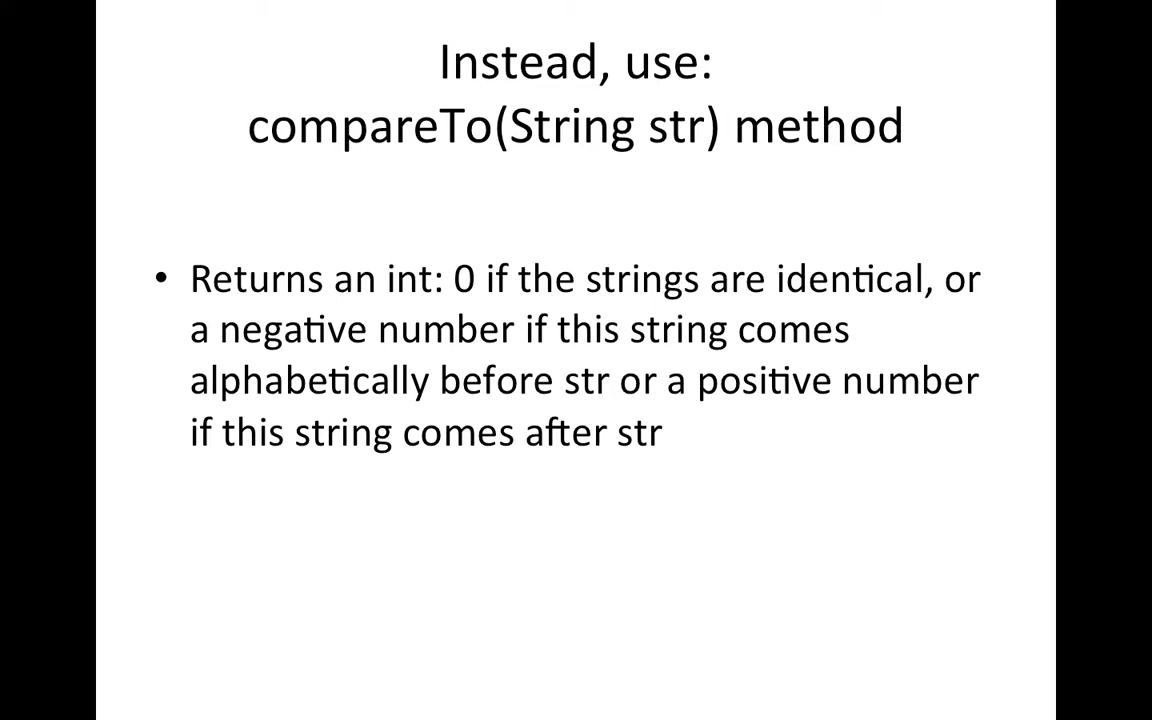 Instead, use:
compareTo(String str) method
• Returns an int: 0 if the strings are identical, or
a negative number if this string comes
alphabetically before str or a positive number
if this string comes after str